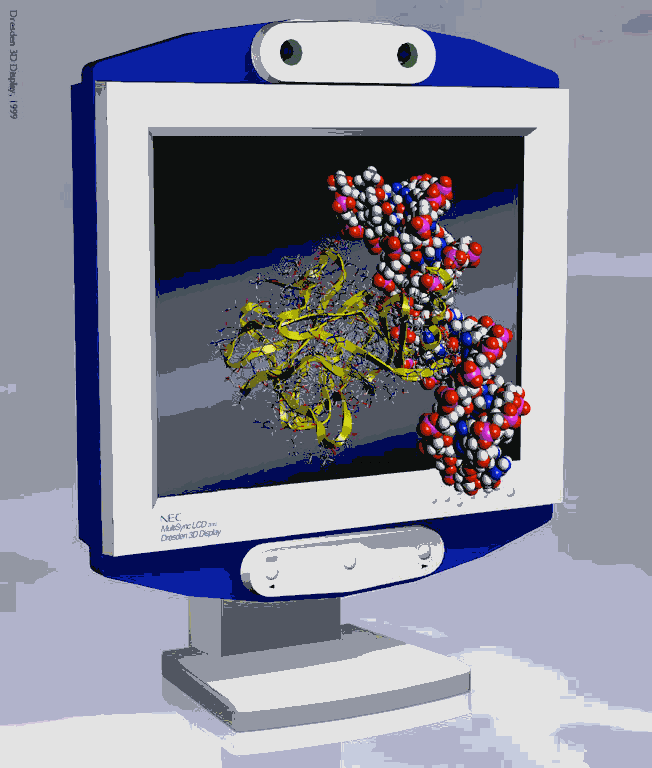 Dresden 3D Display, 1999
NEC
MultiSync LCD
Dresden 3D Display